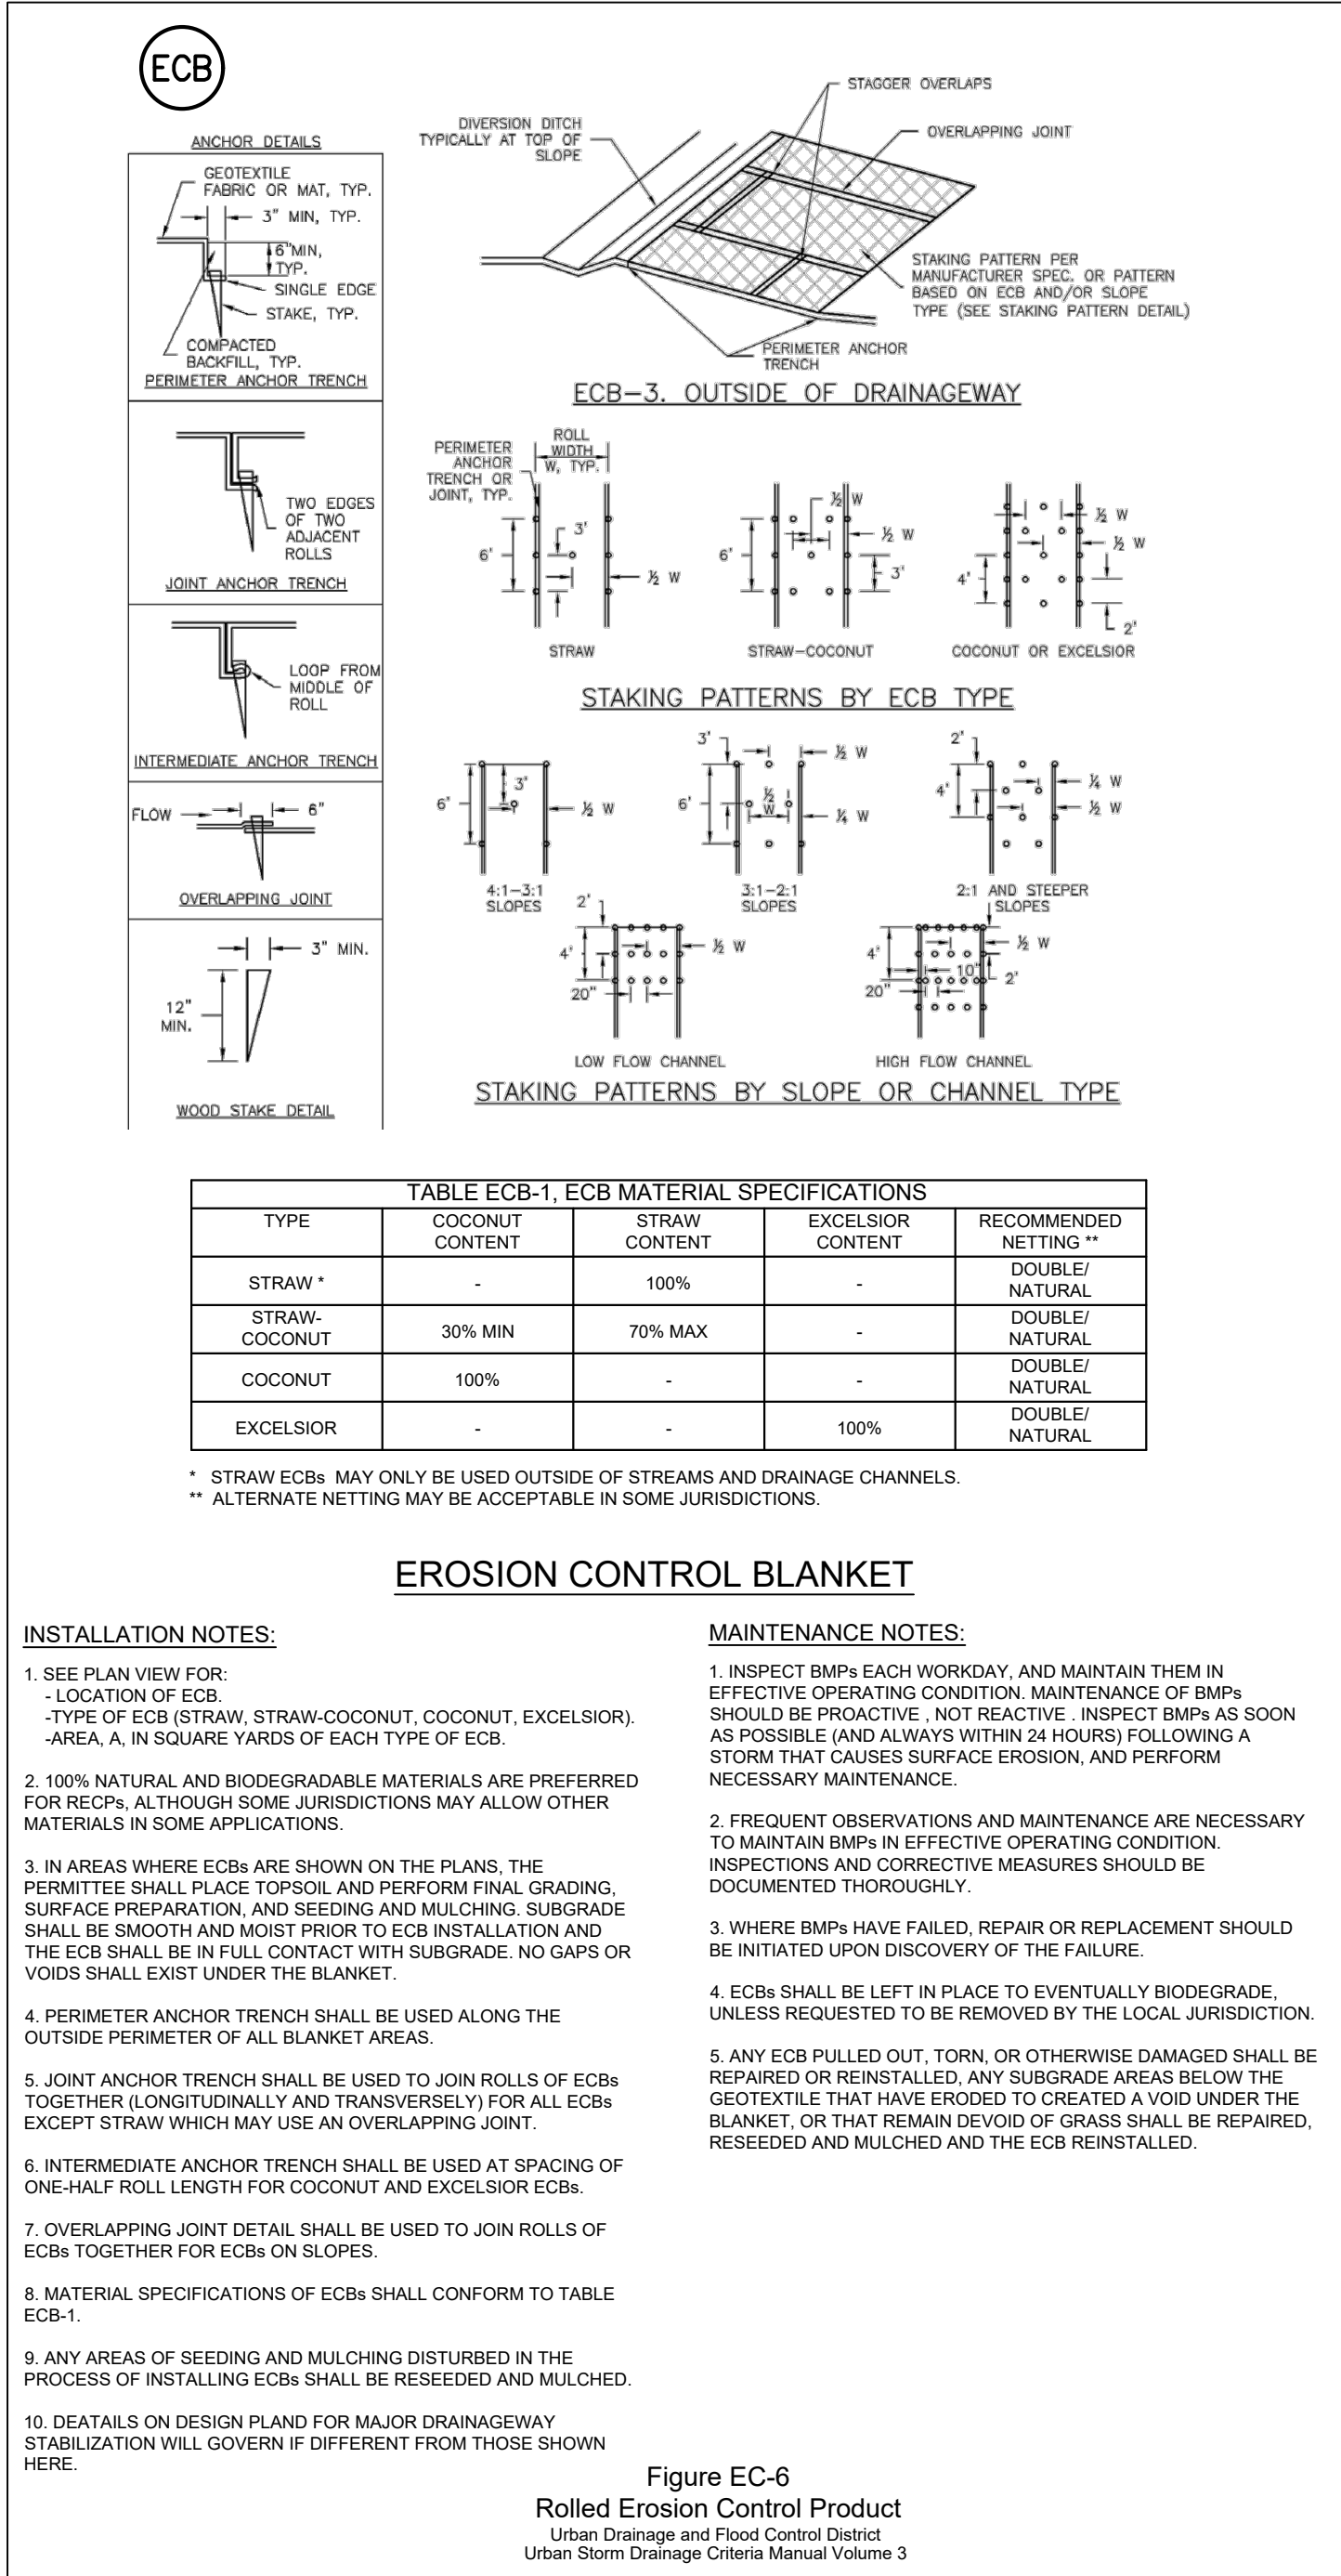 ECB
ANCHOR DETAILS
GEOTEXTILE
FABRIC OR MAT, TYP.
3" MIN, TYP.
6"MIN,
TYP.
SINGLE EDGE
STAKE, TYP.
COMPACTED
BACKFILL, TYP.
PERIMETER ANCHOR TRENCH
TWO EDGES
OF TWO
ADJACENT
ROLLS
JOINT ANCHOR TRENCH
LOOP FROM
MIDDLE OF
ROLL
INTERMEDIATE ANCHOR TRENCH
FLOW
6"
OVERLAPPING JOINT
3" MIN.
12"
MIN.
WOOD STAKE DETAIL
STAGGER OVERLAPS
DIVERSION DITCH
TYPICALLY AT TOP OF
SLOPE
OVERLAPPING JOINT
STAKING PATTERN PER
MANUFACTURER SPEC. OR PATTERN
BASED ON ECB AND/OR SLOPE
TYPE (SEE STAKING PATTERN DETAIL)
PERIMETER ANCHOR
TRENCH
ECB-3. OUTSIDE OF DRAINAGEWAY
PERIMETER
ANCHOR
TRENCH OR
JOINT, TYP.
ROLL
WIDTH
W, TYP.
3'
6'
½ W
STRAW
½ W
½ W
6'
3'
STRAW-COCONUT
½ W
½ W
4'
2'
COCONUT OR EXCELSIOR
STAKING PATTERNS BY ECB TYPE
3'
6'
½ W
4:1-3:1
SLOPES
3'
½ W
6'
½
W
¼ W
3:1-2:1
SLOPES
2'
4'
¼ W
½ W
2:1 AND STEEPER
SLOPES
2'
4'
½ W
20"
LOW FLOW CHANNEL
4'
½ W
10"
2'
20"
HIGH FLOW CHANNEL
STAKING PATTERNS BY SLOPE OR CHANNEL TYPE
TABLE ECB-1, ECB MATERIAL SPECIFICATIONS
TYPE
COCONUT
CONTENT
STRAW
CONTENT
EXCELSIOR
CONTENT
RECOMMENDED
NETTING **
STRAW *
-
100%
-
DOUBLE/
NATURAL
STRAW-
COCONUT
30% MIN
70% MAX
-
DOUBLE/
NATURAL
COCONUT
100%
-
-
DOUBLE/
NATURAL
EXCELSIOR
-
-
100%
DOUBLE/
NATURAL
* STRAW ECBs MAY ONLY BE USED OUTSIDE OF STREAMS AND DRAINAGE CHANNELS.
** ALTERNATE NETTING MAY BE ACCEPTABLE IN SOME JURISDICTIONS.
EROSION CONTROL BLANKET
INSTALLATION NOTES:
1. SEE PLAN VIEW FOR:
- LOCATION OF ECB.
-TYPE OF ECB (STRAW, STRAW-COCONUT, COCONUT, EXCELSIOR).
-AREA, A, IN SQUARE YARDS OF EACH TYPE OF ECB.
2. 100% NATURAL AND BIODEGRADABLE MATERIALS ARE PREFERRED
FOR RECPs, ALTHOUGH SOME JURISDICTIONS MAY ALLOW OTHER
MATERIALS IN SOME APPLICATIONS.
3. IN AREAS WHERE ECBs ARE SHOWN ON THE PLANS, THE
PERMITTEE SHALL PLACE TOPSOIL AND PERFORM FINAL GRADING,
SURFACE PREPARATION, AND SEEDING AND MULCHING. SUBGRADE
SHALL BE SMOOTH AND MOIST PRIOR TO ECB INSTALLATION AND
THE ECB SHALL BE IN FULL CONTACT WITH SUBGRADE. NO GAPS OR
VOIDS SHALL EXIST UNDER THE BLANKET.
4. PERIMETER ANCHOR TRENCH SHALL BE USED ALONG THE
OUTSIDE PERIMETER OF ALL BLANKET AREAS.
5. JOINT ANCHOR TRENCH SHALL BE USED TO JOIN ROLLS OF ECBs
TOGETHER (LONGITUDINALLY AND TRANSVERSELY) FOR ALL ECBs
EXCEPT STRAW WHICH MAY USE AN OVERLAPPING JOINT.
6. INTERMEDIATE ANCHOR TRENCH SHALL BE USED AT SPACING OF
ONE-HALF ROLL LENGTH FOR COCONUT AND EXCELSIOR ECBs.
7. OVERLAPPING JOINT DETAIL SHALL BE USED TO JOIN ROLLS OF
ECBs TOGETHER FOR ECBs ON SLOPES.
8. MATERIAL SPECIFICATIONS OF ECBs SHALL CONFORM TO TABLE
ECB-1.
9. ANY AREAS OF SEEDING AND MULCHING DISTURBED IN THE
PROCESS OF INSTALLING ECBs SHALL BE RESEEDED AND MULCHED.
10. DEATAILS ON DESIGN PLAND FOR MAJOR DRAINAGEWAY
STABILIZATION WILL GOVERN IF DIFFERENT FROM THOSE SHOWN
HERE.
MAINTENANCE NOTES:
1. INSPECT BMPs EACH WORKDAY, AND MAINTAIN THEM IN
EFFECTIVE OPERATING CONDITION. MAINTENANCE OF BMPs
SHOULD BE PROACTIVE , NOT REACTIVE . INSPECT BMPs AS SOON
AS POSSIBLE (AND ALWAYS WITHIN 24 HOURS) FOLLOWING A
STORM THAT CAUSES SURFACE EROSION, AND PERFORM
NECESSARY MAINTENANCE.
2. FREQUENT OBSERVATIONS AND MAINTENANCE ARE NECESSARY
TO MAINTAIN BMPs IN EFFECTIVE OPERATING CONDITION.
INSPECTIONS AND CORRECTIVE MEASURES SHOULD BE
DOCUMENTED THOROUGHLY.
3. WHERE BMPs HAVE FAILED, REPAIR OR REPLACEMENT SHOULD
BE INITIATED UPON DISCOVERY OF THE FAILURE.
4. ECBs SHALL BE LEFT IN PLACE TO EVENTUALLY BIODEGRADE,
UNLESS REQUESTED TO BE REMOVED BY THE LOCAL JURISDICTION.
5. ANY ECB PULLED OUT, TORN, OR OTHERWISE DAMAGED SHALL BE
REPAIRED OR REINSTALLED, ANY SUBGRADE AREAS BELOW THE
GEOTEXTILE THAT HAVE ERODED TO CREATED A VOID UNDER THE
BLANKET, OR THAT REMAIN DEVOID OF GRASS SHALL BE REPAIRED,
RESEEDED AND MULCHED AND THE ECB REINSTALLED.
Figure EC-6
Rolled Erosion Control Product
Urban Drainage and Flood Control District
Urban Storm Drainage Criteria Manual Volume 3